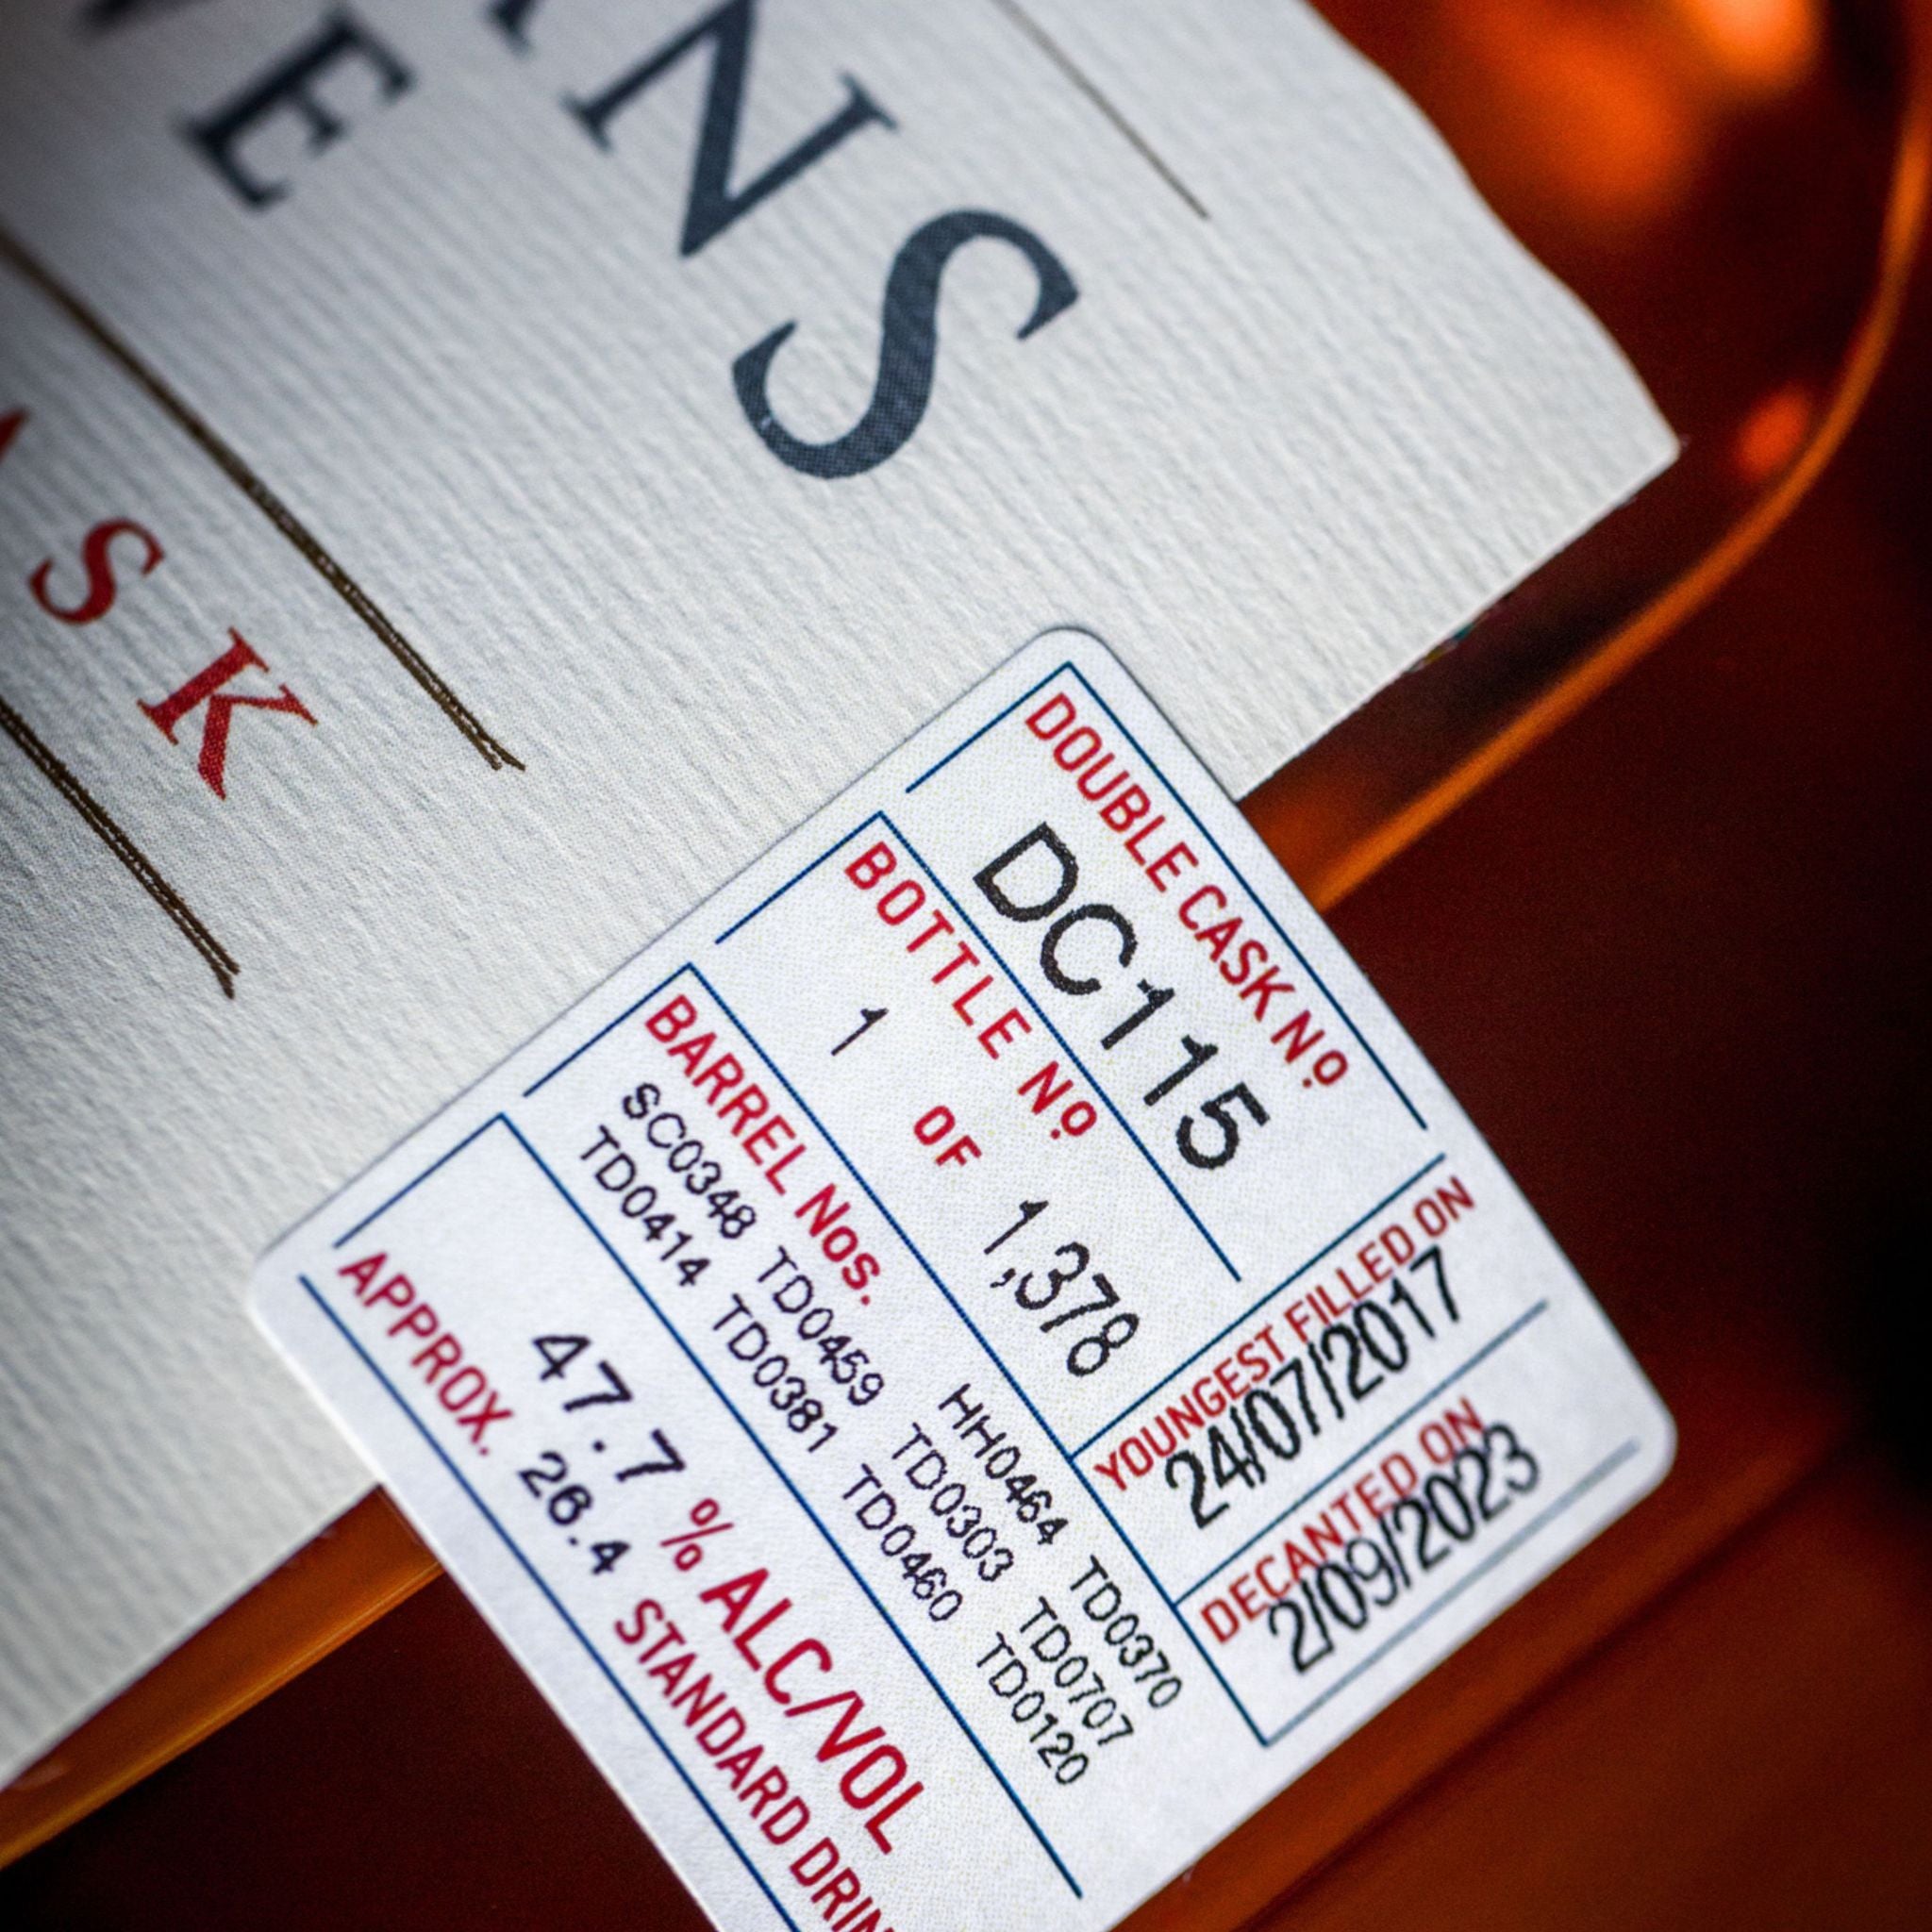 NS
E
SK
DOUBLE CASK Nº
DC115
YOUNGEST FILLED ON
24/07/2017
DECANTED ON
2/09/2023
BOTTLE Nº
1 OF 1,378
BARREL Nos. HH0464 TD0370
SC0348 TD0459 TD0303 TD0707
TD0414 TD0381 TD0460 TD0120
47.7 % ALC/VOL
APPROX. 26.4 STANDARD DRIN